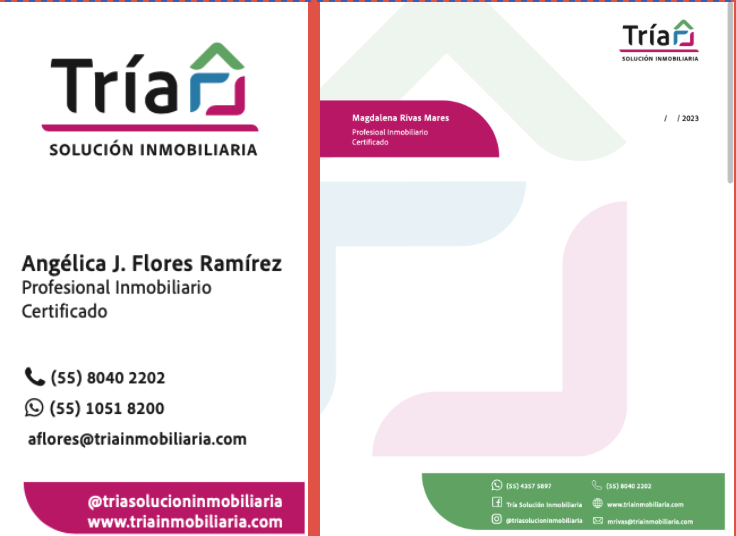 Tría
SOLUCIÓN INMOBILIARIA
Angélica J. Flores Ramírez
Profesional Inmobiliario
Certificado
(55) 8040 2202
(55) 1051 8200
aflores@triainmobiliaria.com
@triasolucioninmobiliaria
www.triainmobiliaria.com
Tría
SOLUCIÓN INMOBILIARIA
Magdalena Rivas Mares
Profesioal Inmobiliario
Certificado
/ / 2023
(55) 4357 5897
(55) 8040 2202
Tría Solución Inmobiliaria
www.triainmobiliaria.com
@triasolucioninmobiliaria
mrivas@triainmobiliaria.com